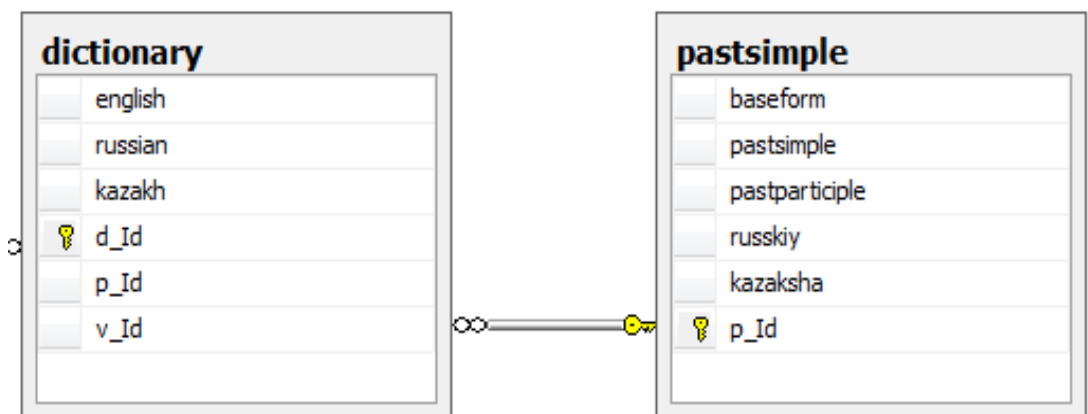 dictionary
english
russian
kazakh
d_Id
p_Id
v_Id
pastsimple
baseform
pastsimple
pastparticiple
russkiy
kazaksha
p_Id